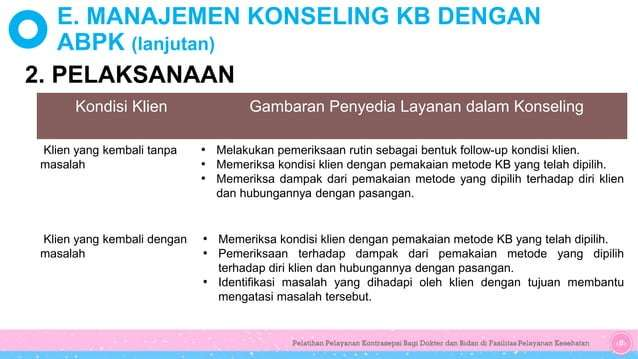 E. MANAJEMEN KONSELING KB DENGAN
ABPK (lanjutan)
2. PELAKSANAAN
Kondisi Klien
Gambaran Penyedia Layanan dalam Konseling
Klien yang kembali tanpa
masalah
• Melakukan pemeriksaan rutin sebagai bentuk follow-up kondisi klien.
• Memeriksa kondisi klien dengan pemakaian metode KB yang telah dipilih.
• Memeriksa dampak dari pemakaian metode yang dipilih terhadap diri klien
dan hubungannya dengan pasangan.
Klien yang kembali dengan
masalah
• Memeriksa kondisi klien dengan pemakaian metode KB yang telah dipilih.
• Pemeriksaan terhadap dampak dari pemakaian metode yang dipilih
terhadap diri klien dan hubungannya dengan pasangan.
• Identifikasi masalah yang dihadapi oleh klien dengan tujuan membantu
mengatasi masalah tersebut.
Pelatihan Pelayanan Kontrasepsi Bagi Dokter dan Bidan di Fasilitas Pelayanan Kesehatan